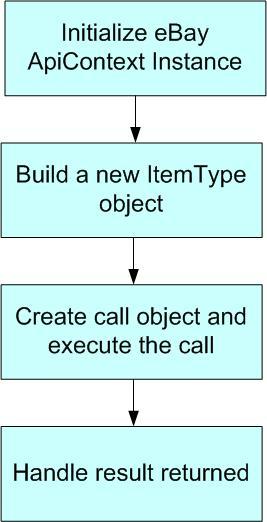 Initialize eBay
ApiContext Instance
Build a new ItemType
object
Create call object and
execute the call
Handle result returned